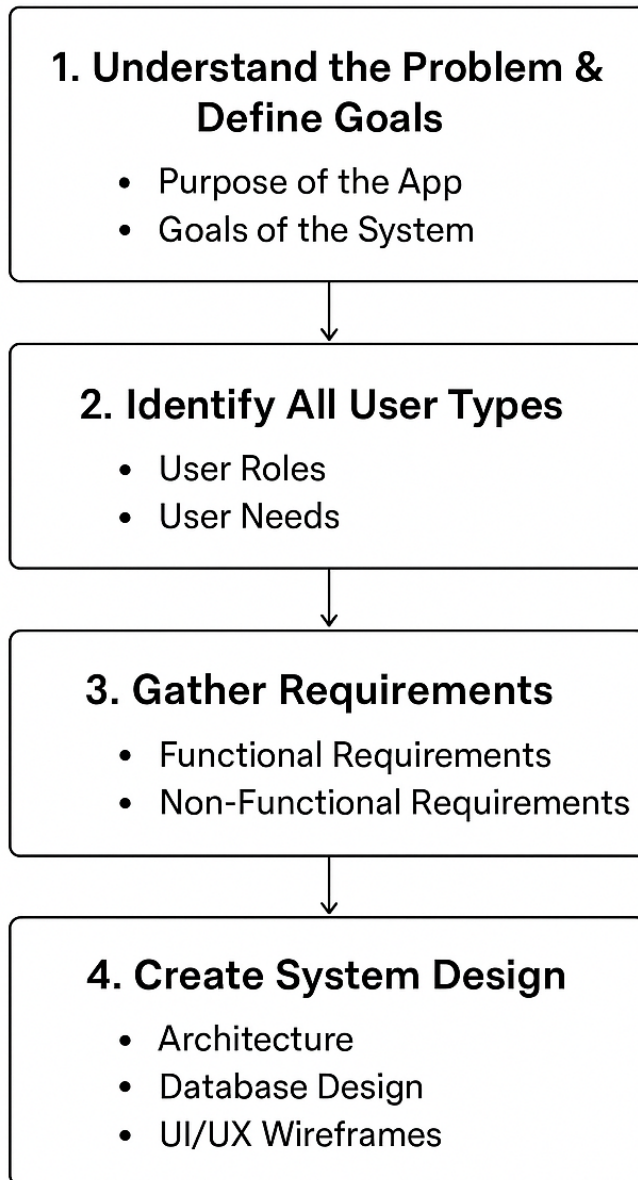 1. Understand the Problem &
Define Goals
• Purpose of the App
• Goals of the System
2. Identify All User Types
• User Roles
• User Needs
3. Gather Requirements
• Functional Requirements
• Non-Functional Requirements
4. Create System Design
• Architecture
• Database Design
• UI/UX Wireframes